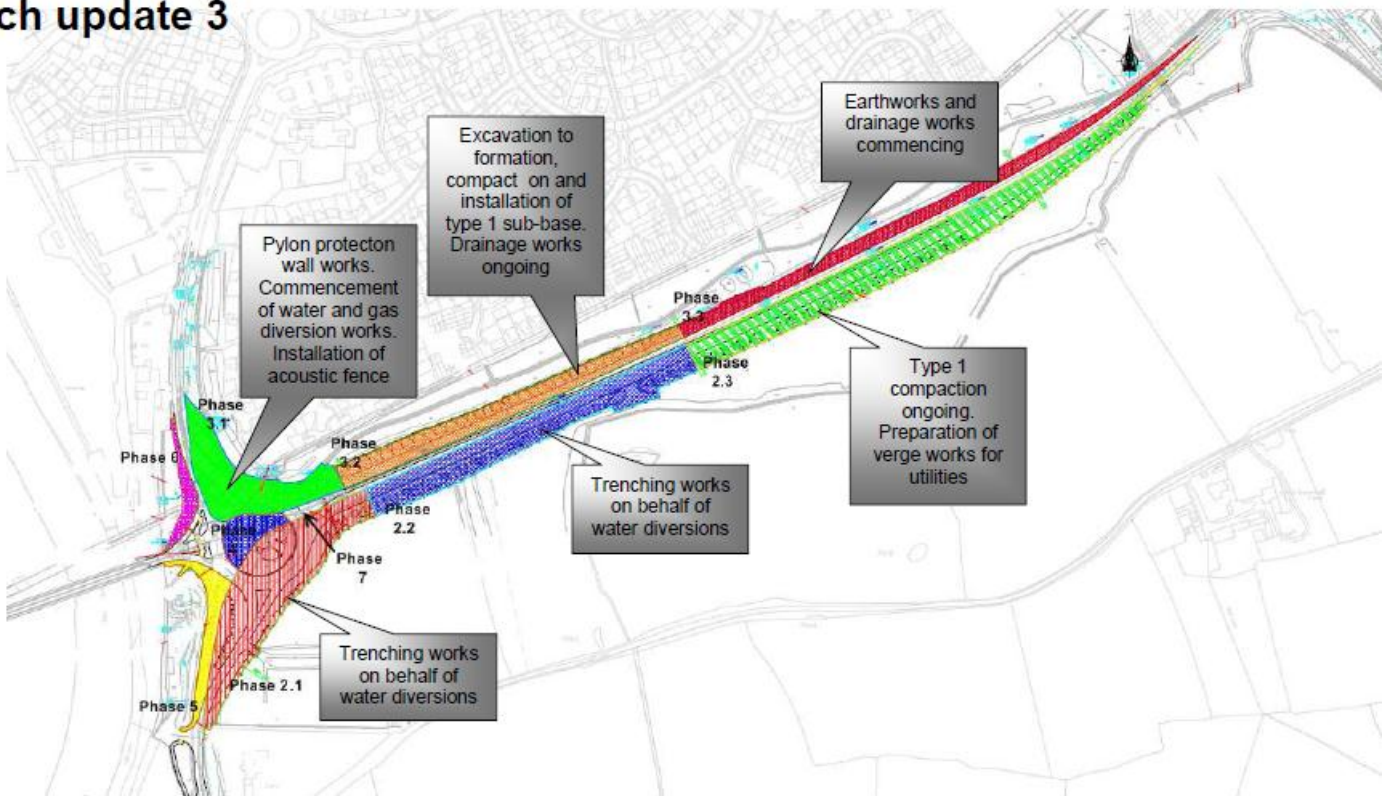 ch update 3
Earthworks and
drainage works
commencing
Excavation to
formation,
compact on and
installation of
type 1 sub-base.
Drainage works
ongoing
Pylon protecton
wall works.
Commencement
of water and gas
diversion works.
Installation of
acoustic fence
Phase
3.3
Phase
2.3
Type 1
compaction
ongoing.
Preparation of
verge works for
utilities
Phase
3.1
Phase 6
Phase
3.2
Trenching works
on behalf of
water diversions
Phase
2.2
Phase
Phase
7
Trenching works
on behalf of
water diversions
Phase 2.1
Phase 5